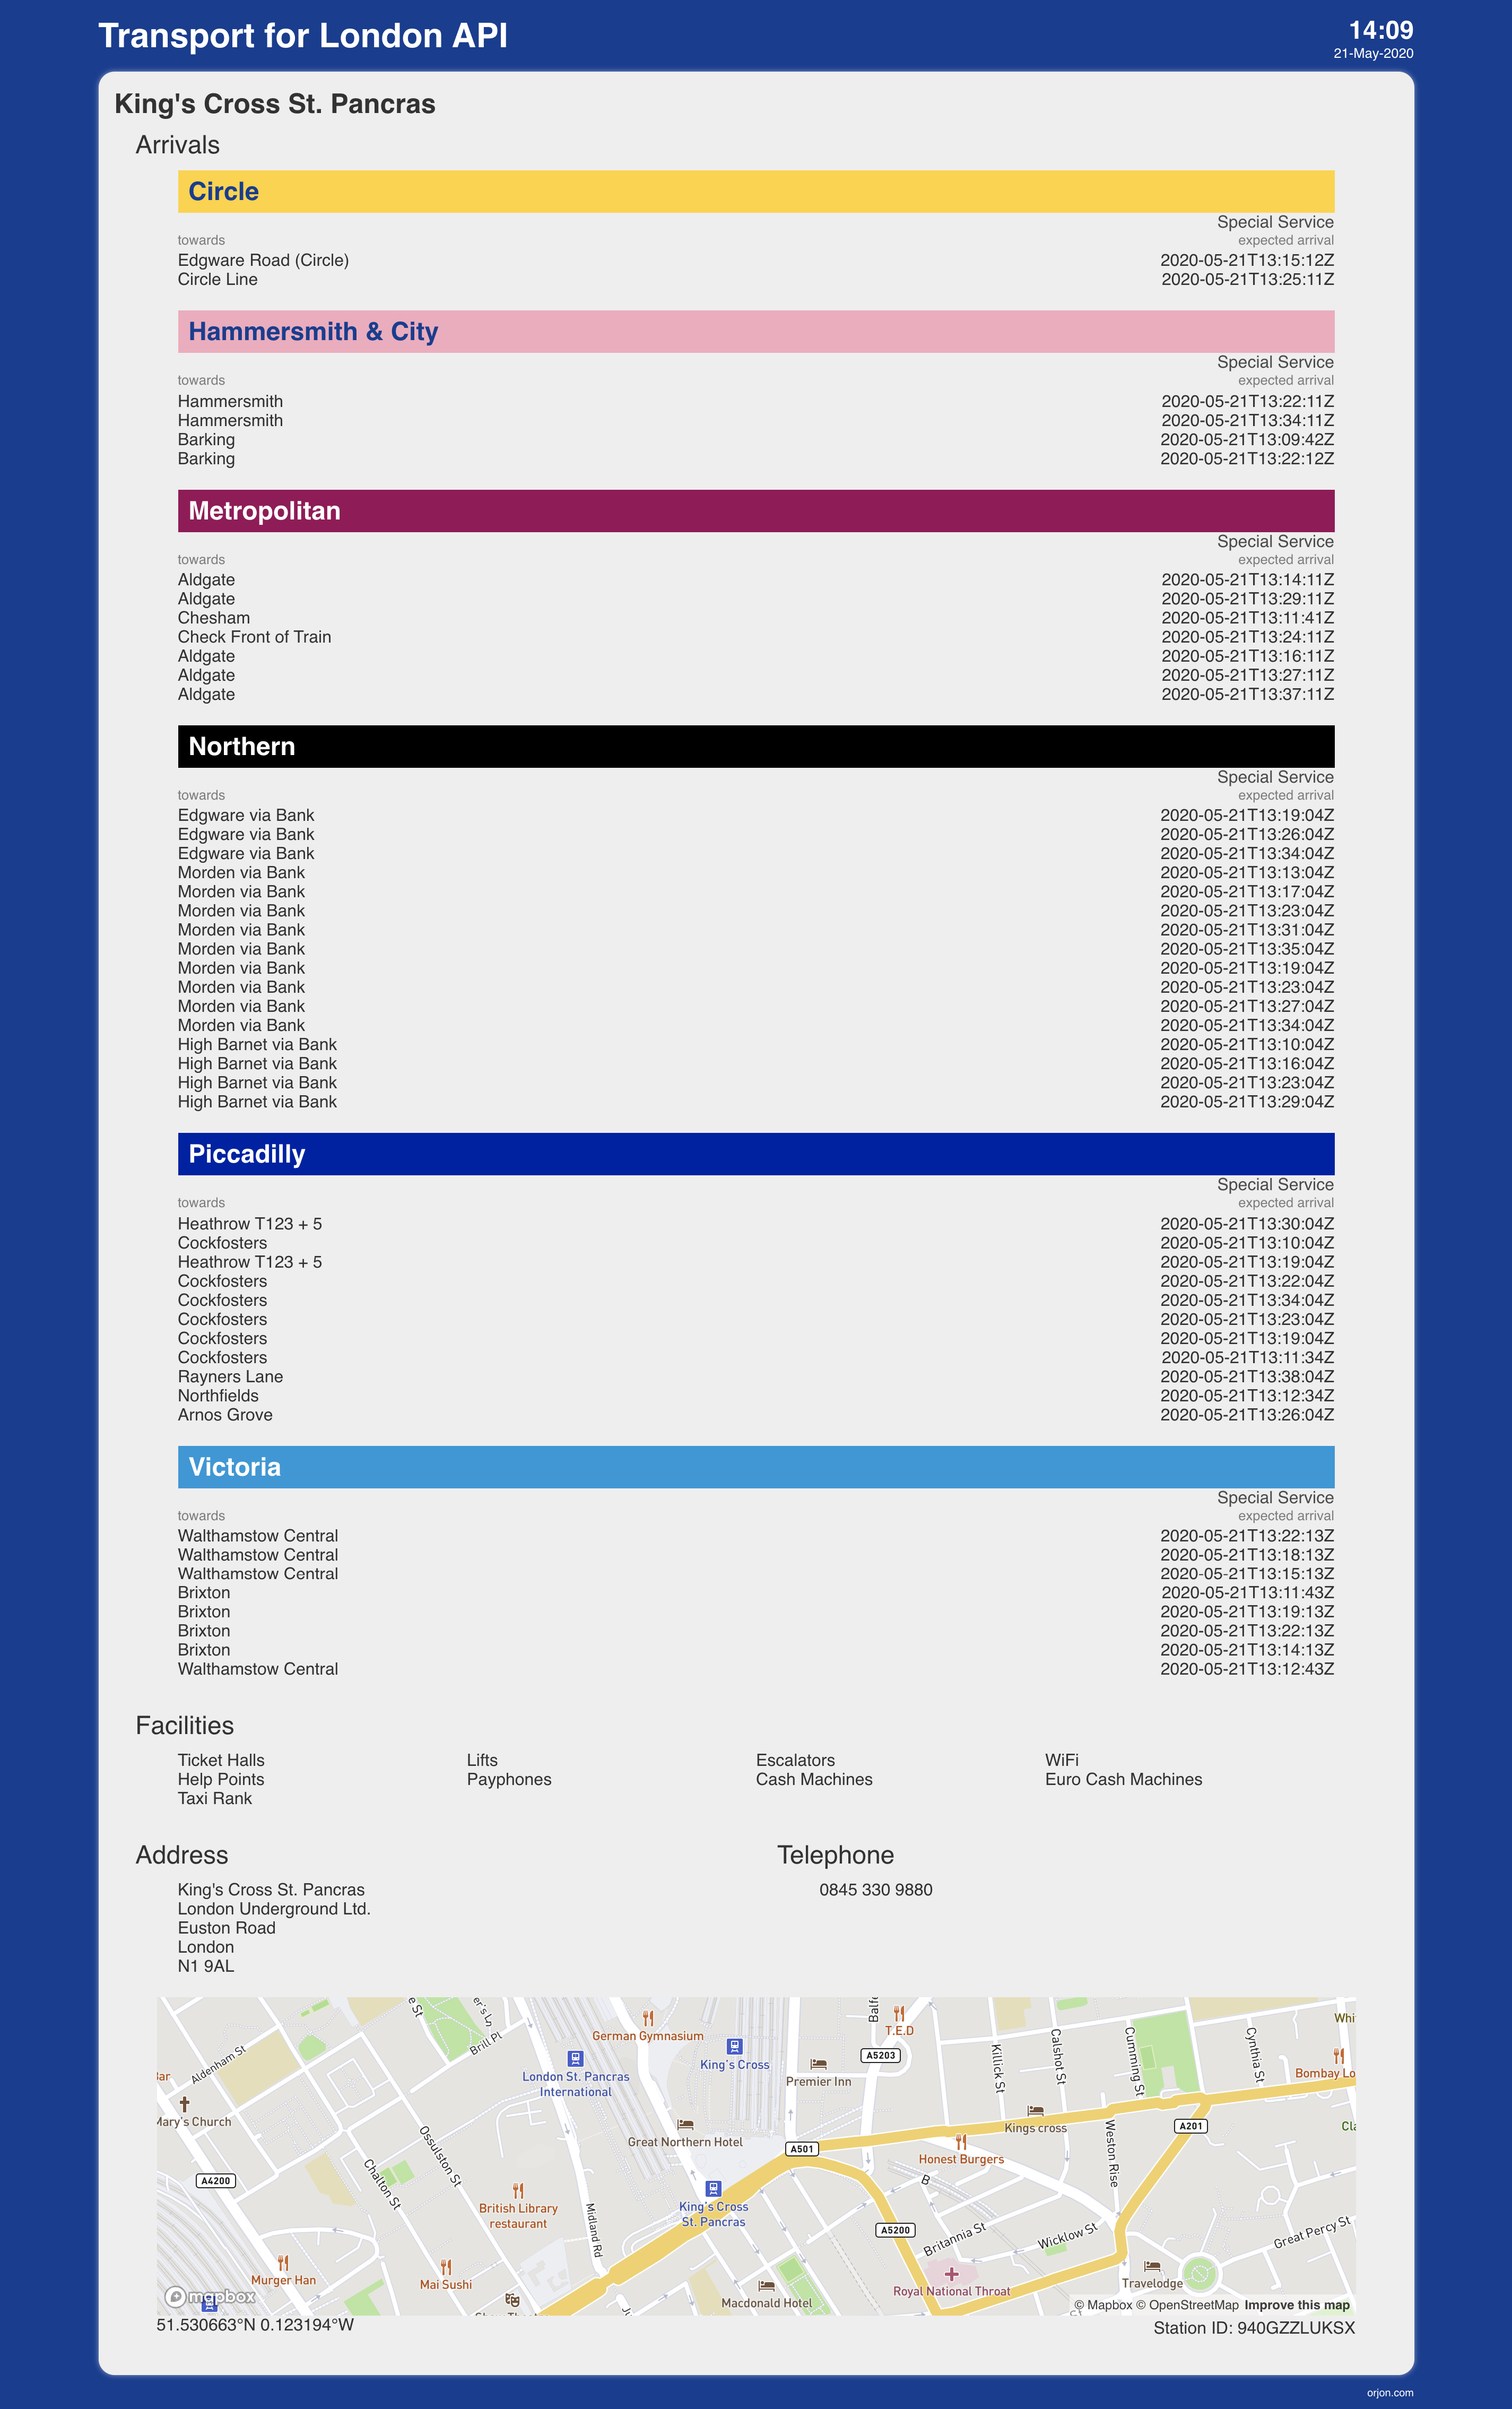 Transport for London API
14:09
21-May-2020
King's Cross St. Pancras
Arrivals
Circle
Special Service
towards expected arrival
Edgware Road (Circle) 2020-05-21T13:15:12Z
Circle Line 2020-05-21T13:25:11Z
Hammersmith & City
Special Service
towards expected arrival
Hammersmith 2020-05-21T13:22:11Z
Hammersmith 2020-05-21T13:34:11Z
Barking 2020-05-21T13:09:42Z
Barking 2020-05-21T13:22:12Z
Metropolitan
Special Service
towards expected arrival
Aldgate 2020-05-21T13:14:11Z
Aldgate 2020-05-21T13:29:11Z
Chesham 2020-05-21T13:11:41Z
Check Front of Train 2020-05-21T13:24:11Z
Aldgate 2020-05-21T13:16:11Z
Aldgate 2020-05-21T13:27:11Z
Aldgate 2020-05-21T13:37:11Z
Northern
Special Service
towards expected arrival
Edgware via Bank 2020-05-21T13:19:04Z
Edgware via Bank 2020-05-21T13:26:04Z
Edgware via Bank 2020-05-21T13:34:04Z
Morden via Bank 2020-05-21T13:13:04Z
Morden via Bank 2020-05-21T13:17:04Z
Morden via Bank 2020-05-21T13:23:04Z
Morden via Bank 2020-05-21T13:31:04Z
Morden via Bank 2020-05-21T13:35:04Z
Morden via Bank 2020-05-21T13:19:04Z
Morden via Bank 2020-05-21T13:23:04Z
Morden via Bank 2020-05-21T13:27:04Z
Morden via Bank 2020-05-21T13:34:04Z
High Barnet via Bank 2020-05-21T13:10:04Z
High Barnet via Bank 2020-05-21T13:16:04Z
High Barnet via Bank 2020-05-21T13:23:04Z
High Barnet via Bank 2020-05-21T13:29:04Z
Piccadilly
Special Service
towards expected arrival
Heathrow T123 + 5 2020-05-21T13:30:04Z
Cockfosters 2020-05-21T13:10:04Z
Heathrow T123 + 5 2020-05-21T13:19:04Z
Cockfosters 2020-05-21T13:22:04Z
Cockfosters 2020-05-21T13:34:04Z
Cockfosters 2020-05-21T13:23:04Z
Cockfosters 2020-05-21T13:19:04Z
Cockfosters 2020-05-21T13:11:34Z
Rayners Lane 2020-05-21T13:38:04Z
Northfields 2020-05-21T13:12:34Z
Arnos Grove 2020-05-21T13:26:04Z
Victoria
Special Service
towards expected arrival
Walthamstow Central 2020-05-21T13:22:13Z
Walthamstow Central 2020-05-21T13:18:13Z
Walthamstow Central 2020-05-21T13:15:13Z
Brixton 2020-05-21T13:11:43Z
Brixton 2020-05-21T13:19:13Z
Brixton 2020-05-21T13:22:13Z
Brixton 2020-05-21T13:14:13Z
Walthamstow Central 2020-05-21T13:12:43Z
Facilities
Ticket Halls Lifts Escalators WiFi
Help Points Payphones Cash Machines Euro Cash Machines
Taxi Rank
Address
King's Cross St. Pancras
London Underground Ltd.
Euston Road
London
N1 9AL
Telephone
0845 330 9880
Brill Pl
German Gymnasium
T.E.D
King's Cross
A5203
Aldenham St
London St. Pancras
International
Premier Inn
Killick St
Calshot St
Cumming St
Cynthia St
Mary's Church
Great Northern Hotel
A501
Kings cross
A201
Honest Burgers
Weston Rise
Ossulston St
Chalton St
A4200
British Library
restaurant
Midland Rd
King's Cross
St. Pancras
B
A5200
Britannia St
Wicklow St
Great Percy St
Murger Han
Mai Sushi
Macdonald Hotel
Royal National Throat
Travelodge
mapbox
© Mapbox © OpenStreetMap Improve this map
51.530663°N 0.123194°W
Station ID: 940GZZLUKSX
orjon.com